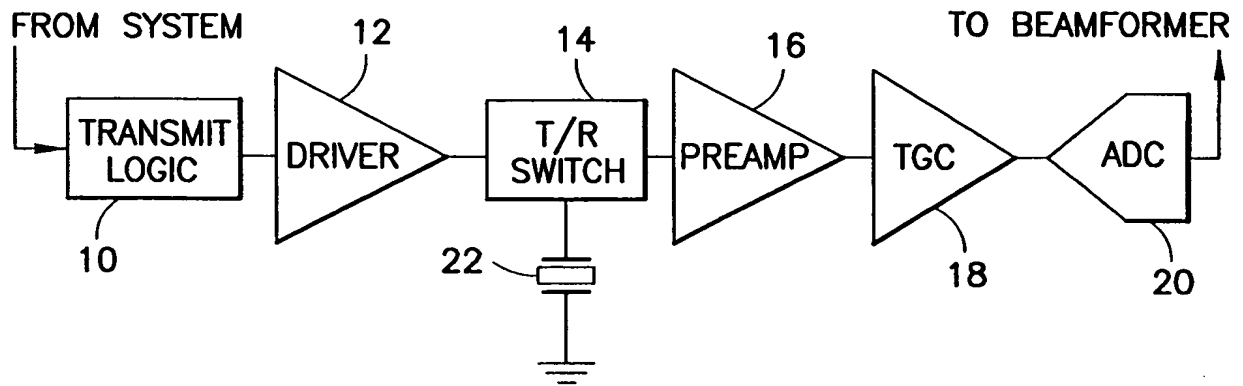 FROM SYSTEM
12
14
16
TO BEAMFORMER
TRANSMIT
LOGIC
DRIVER
T/R
SWITCH
PREAMP
TGC
ADC
10
22
18
20